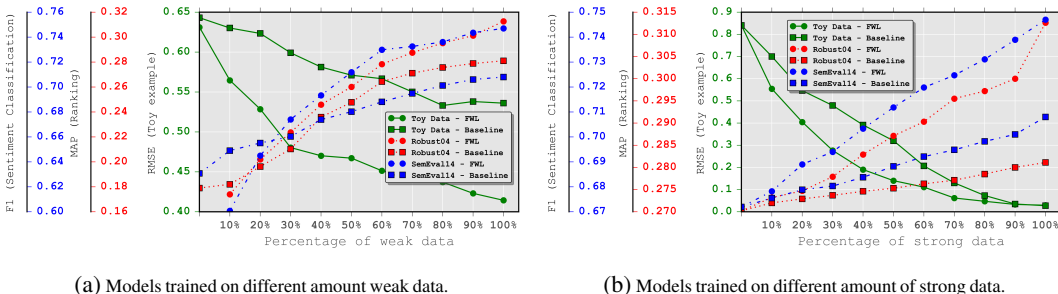 F1 (Sentiment Classification)
0.76
0.74
0.72
0.70
0.68
0.66
0.64
0.62
0.60
MAP (Ranking)
0.32
0.30
0.28
0.26
0.24
0.22
0.20
0.18
0.16
RMSE (Toy example)
0.65
0.60
0.55
0.50
0.45
0.40
Toy Data - FWL
Toy Data - Baseline
Robust04 - FWL
Robust04 - Baseline
SemEval14 - FWL
SemEval14 - Baseline
10% 20% 30% 40% 50% 60% 70% 80% 90% 100%
Percentage of weak data
(a) Models trained on different amount weak data.
F1 (Sentiment Classification)
0.75
0.74
0.73
0.72
0.71
0.70
0.69
0.68
0.67
MAP (Ranking)
0.315
0.310
0.305
0.300
0.295
0.290
0.285
0.280
0.275
0.270
RMSE (Toy example)
0.9
0.8
0.7
0.6
0.5
0.4
0.3
0.2
0.1
0.0
Toy Data - FWL
Toy Data - Baseline
Robust04 - FWL
Robust04 - Baseline
SemEval14 - FWL
SemEval14 - Baseline
10% 20% 30% 40% 50% 60% 70% 80% 90% 100%
Percentage of strong data
(b) Models trained on different amount of strong data.